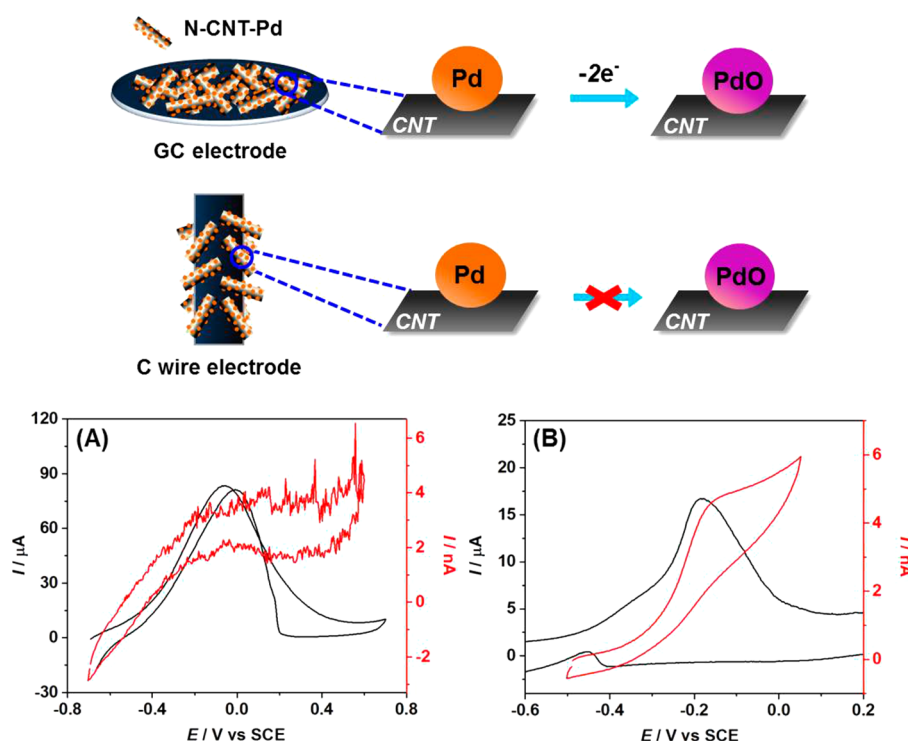 N-CNT-Pd
Pd
-2e⁻
PdO
CNT
CNT
GC electrode
Pd
PdO
CNT
CNT
C wire electrode
(A)
120
90
60
30
0
-30
I / µA
6
4
2
0
-2
I / nA
-0.8 -0.4 0.0 0.4 0.8
E / V vs SCE
(B)
25
20
15
10
5
0
I / µA
6
4
2
0
I / nA
-0.6 -0.4 -0.2 0.0 0.2
E / V vs SCE